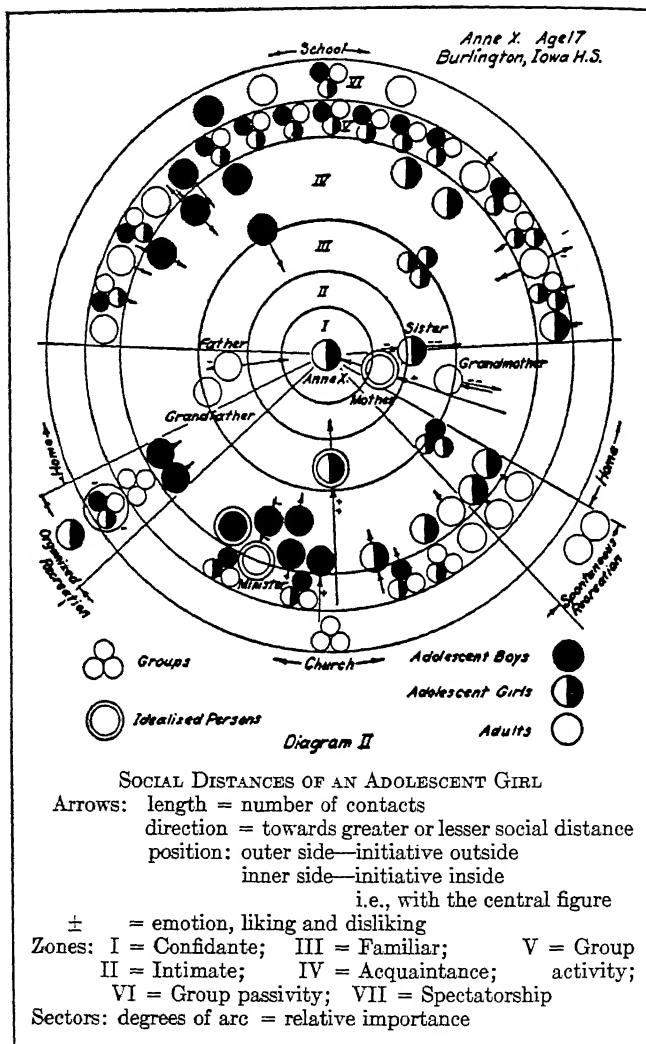 Anne X. Age 17
Burlington, Iowa H.S.
School
VI
V
IV
III
II
I
Father
Sister
Anne X.
Grandmother
Mother
Grandfather
Home
Home
Organized
Recreation
Minister
Spontaneous
Recreation
Church
Groups
Adolescent Boys
Adolescent Girls
Idealised Persons
Adults
Diagram II
SOCIAL DISTANCES OF AN ADOLESCENT GIRL
Arrows: length = number of contacts
direction = towards greater or lesser social distance
position: outer side—initiative outside
inner side—initiative inside
i.e., with the central figure
± = emotion, liking and disliking
Zones: I = Confidante; III = Familiar; V = Group
II = Intimate; IV = Acquaintance; activity;
VI = Group passivity; VII = Spectatorship
Sectors: degrees of arc = relative importance